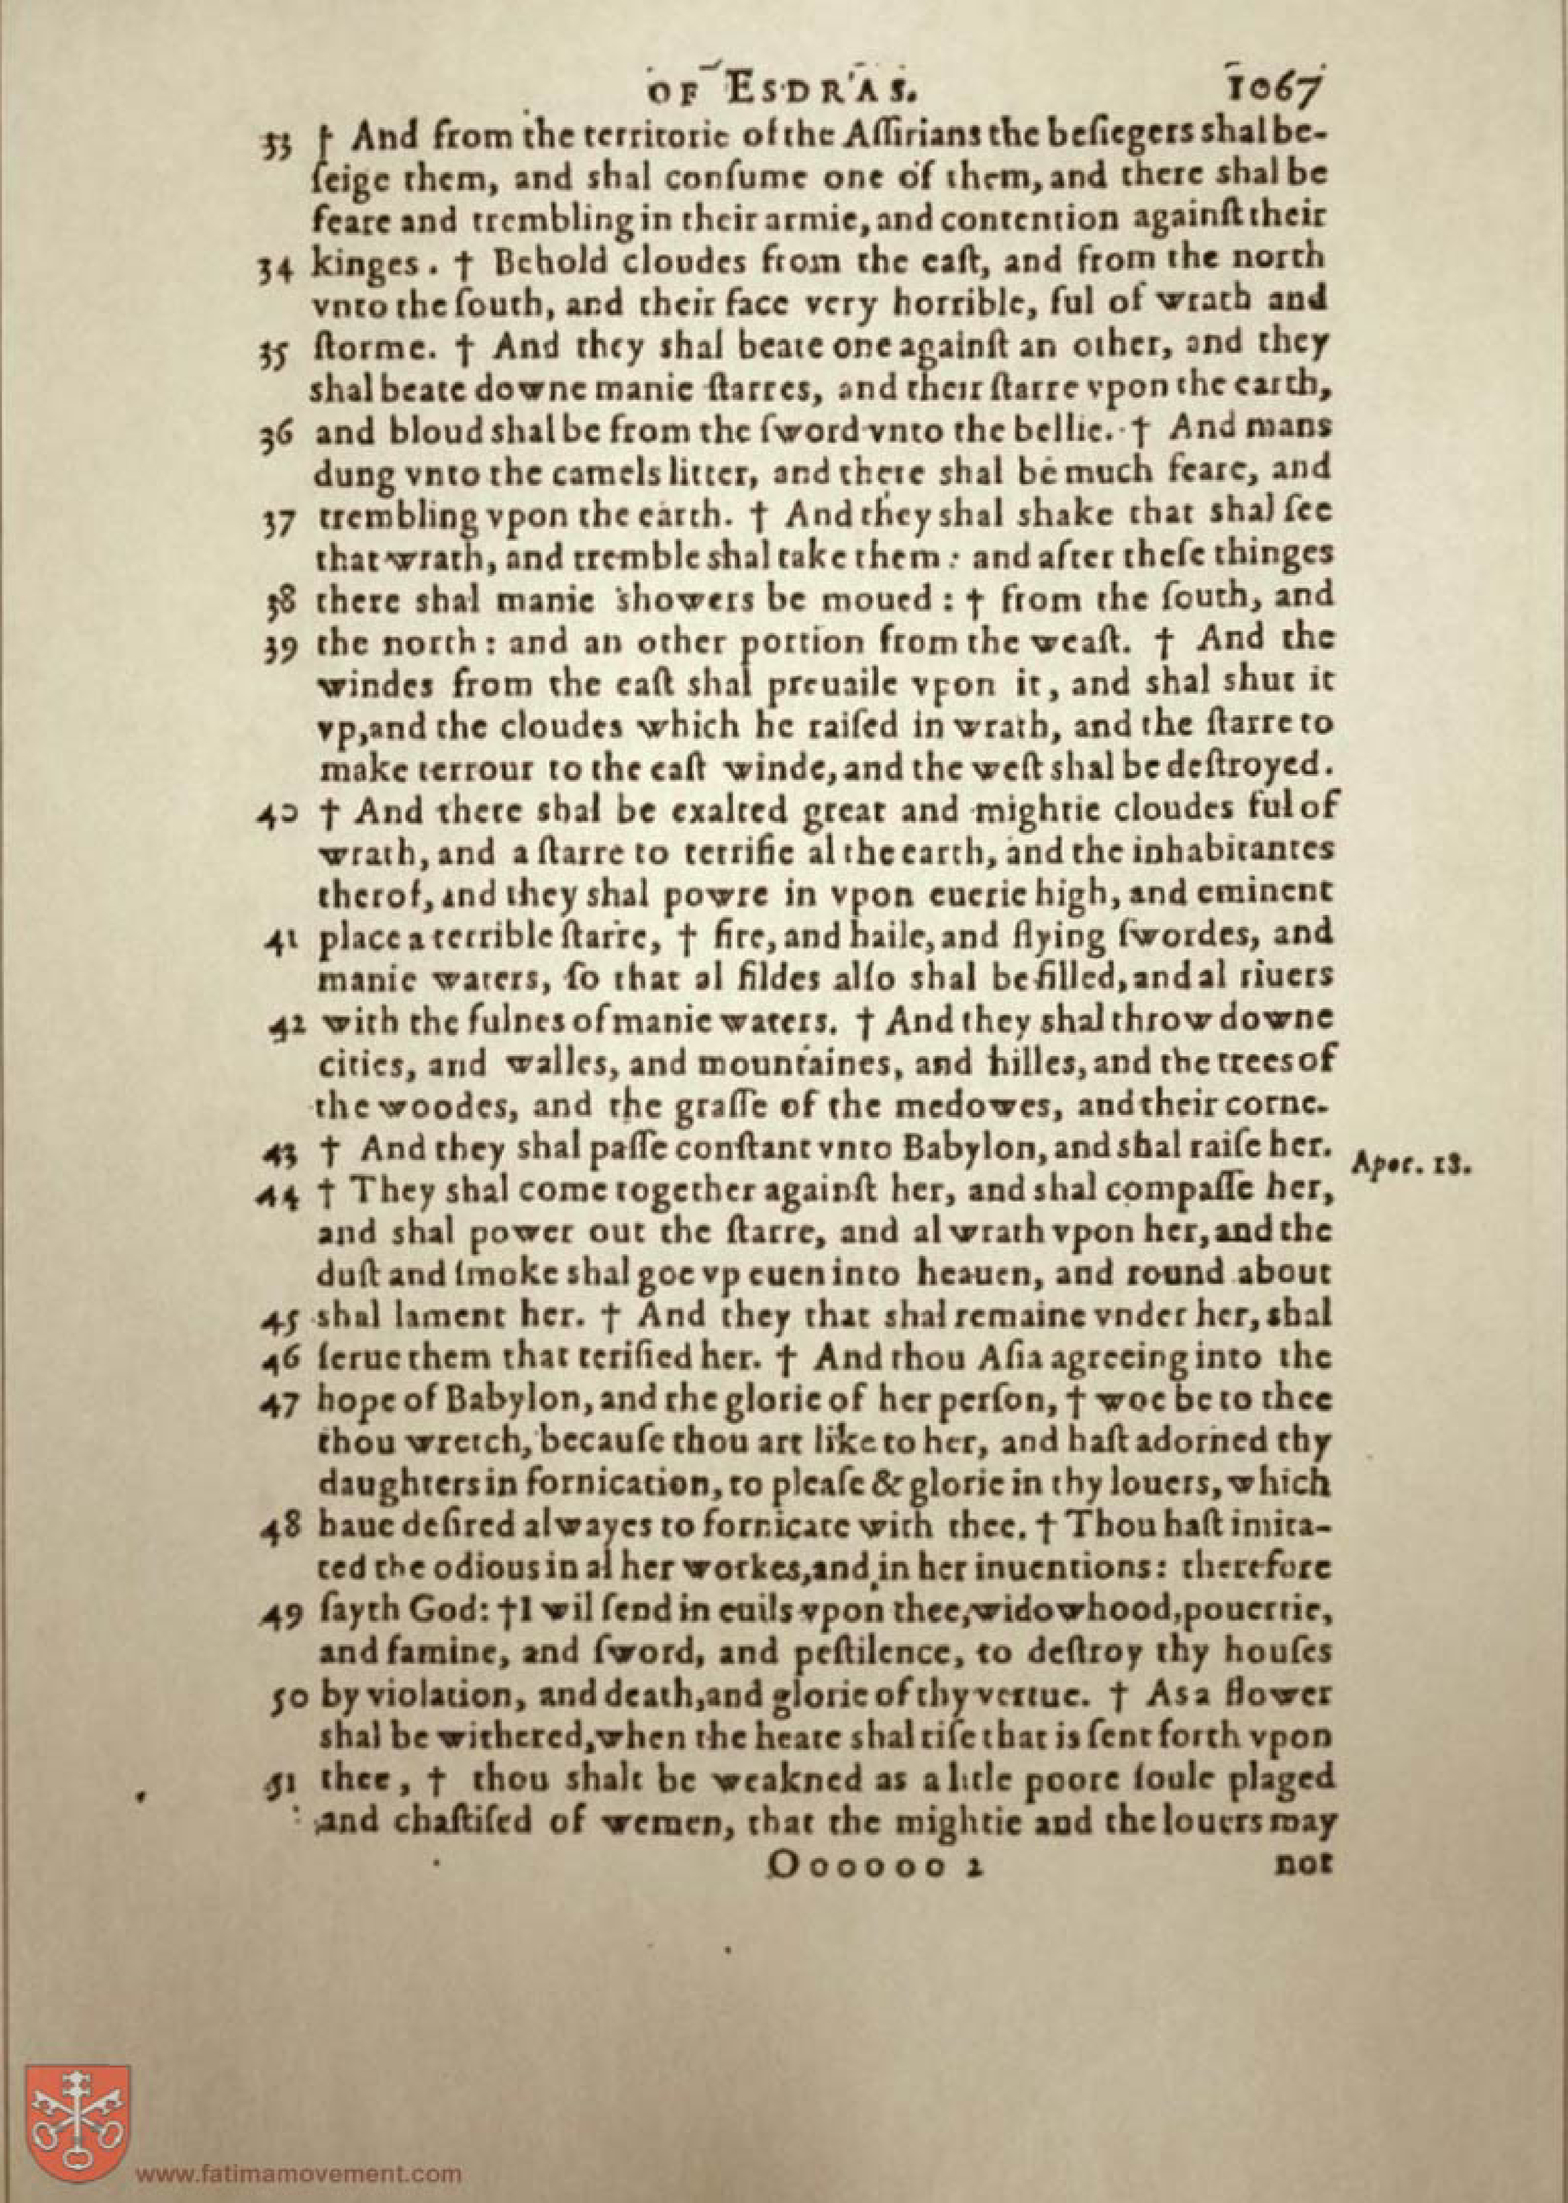 OF ESDRAS. 1067
33 † And from the territorie of the Aſſirians the beſiegers shal be-
ſeige them, and shal conſume one of them, and there shal be
feare and trembling in their armie, and contention againſt their
34 kinges. † Behold cloudes from the eaſt, and from the north
vnto the ſouth, and their face very horrible, ful of wrath and
35 ſtorme. † And they shal beate one againſt an other, and they
shal beate downe manie ſtarres, and their ſtarre vpon the earth,
36 and bloud shal be from the ſword vnto the bellie. † And mans
dung vnto the camels litter, and there shal be much feare, and
37 trembling vpon the earth. † And they shal shake that shal ſee
that wrath, and tremble shal take them: and after theſe thinges
38 there shal manie showers be moued: † from the ſouth, and
39 the north: and an other portion from the weaſt. † And the
windes from the eaſt shal preuaile vpon it, and shal shut it
vp, and the cloudes which he raiſed in wrath, and the ſtarre to
make terrour to the eaſt winde, and the weſt shal be deſtroyed.
40 † And there shal be exalted great and mightie cloudes ful of
wrath, and a ſtarre to terrifie al the earth, and the inhabitantes
therof, and they shal powre in vpon euerie high, and eminent
41 place a terrible ſtarre, † fire, and haile, and flying ſwordes, and
manie waters, ſo that al fildes alſo shal be filled, and al riuers
42 with the fulnes of manie waters. † And they shal throw downe
cities, and walles, and mountaines, and hilles, and the trees of
the woodes, and the graſſe of the medowes, and their corne.
43 † And they shal paſſe conſtant vnto Babylon, and shal raiſe her. Apoc. 18.
44 † They shal come together againſt her, and shal compaſſe her,
and shal power out the ſtarre, and al wrath vpon her, and the
duſt and ſmoke shal goe vp euen into heauen, and round about
45 shal lament her. † And they that shal remaine vnder her, shal
46 ſerue them that terified her. † And thou Aſia agreeing into the
47 hope of Babylon, and the glorie of her perſon, † woe be to thee
thou wretch, becauſe thou art like to her, and haſt adorned thy
daughters in fornication, to pleaſe & glorie in thy louers, which
48 haue deſired alwayes to fornicate with thee. † Thou haſt imita-
ted the odious in al her workes, and in her inuentions: therefore
49 ſayth God: † I wil ſend in euils vpon thee, widowhood, pouertie,
and famine, and ſword, and peſtilence, to deſtroy thy houſes
50 by violation, and death, and glorie of thy vertue. † As a flower
shal be withered, when the heate shal riſe that is ſent forth vpon
51 thee, † thou shalt be weakned as a litle poore ſoule plaged
and chaſtiſed of wemen, that the mightie and the louers may
Oooooo 2 not
www.fatimamovement.com